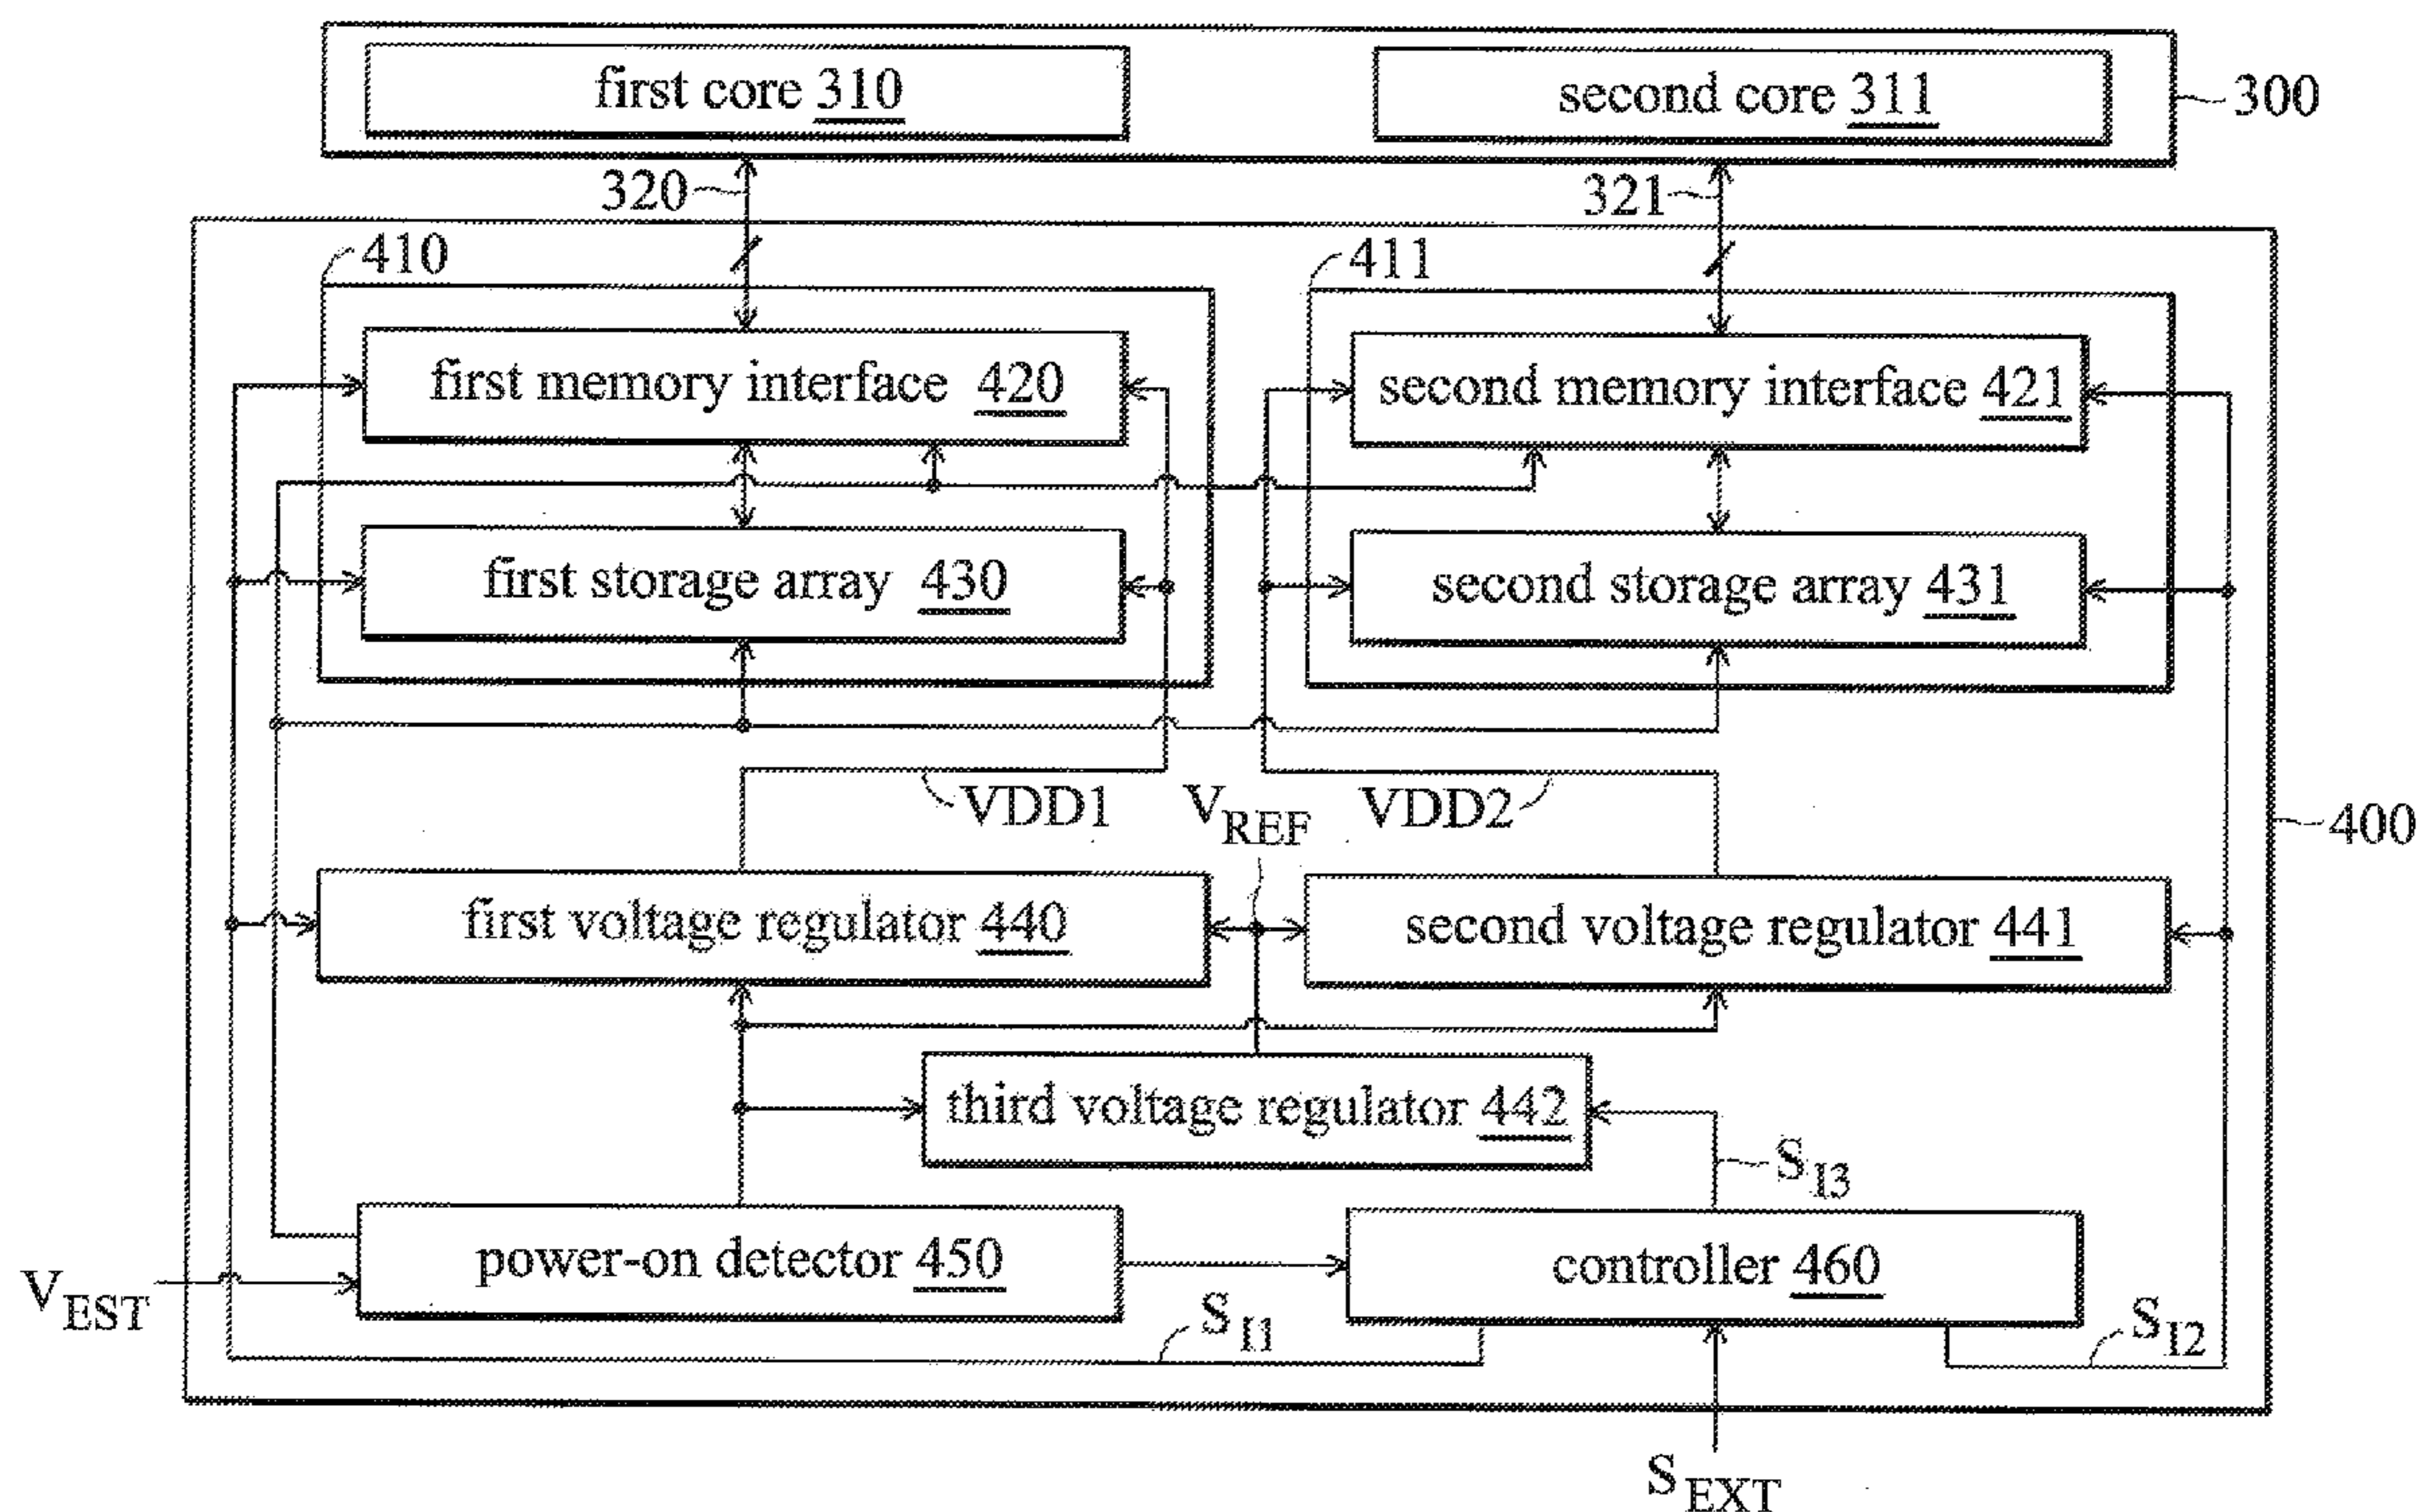 first core 310
second core 311
300
320
321
410
411
first memory interface 420
second memory interface 421
first storage array 430
second storage array 431
VDD1
VREF
VDD2
400
first voltage regulator 440
second voltage regulator 441
third voltage regulator 442
SI3
power-on detector 450
controller 460
VEST
SI1
SI2
SEXT